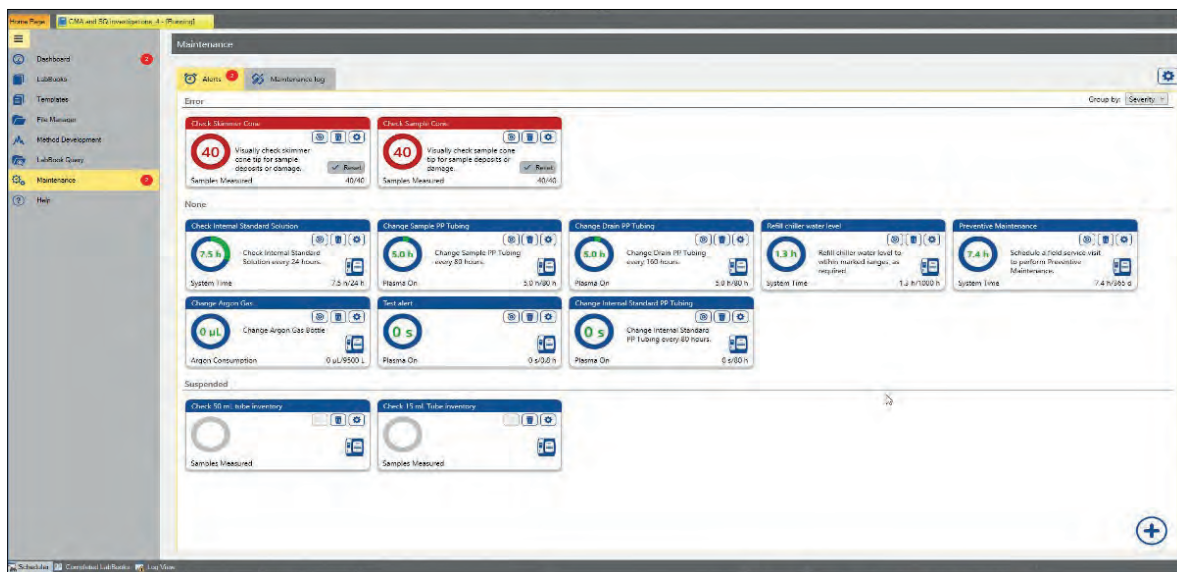 Home Page CMA and SQ investigations_4 - [Running]
Maintenance
Dashboard 2
LabBooks
Templates
File Manager
Method Development
LabBook Query
Maintenance 2
Help
Alerts 2 Maintenance log
Error Group by: Severity
Check Skimmer Cone Check Sample Cone
40 Visually check skimmer cone tip for sample deposits or damage. Reset
Samples Measured 40/40
40 Visually check sample cone tip for sample deposits or damage. Reset
Samples Measured 40/40
None
Check Internal Standard Solution
7.5 h Check Internal Standard Solution every 24 hours.
System Time 7.5 h/24 h
Change Sample PP Tubing
5.0 h Change Sample PP Tubing every 80 hours.
Plasma On 5.0 h/80 h
Change Drain PP Tubing
5.0 h Change Drain PP Tubing every 160 hours.
Plasma On 5.0 h/80 h
Refill chiller water level
1.3 h Refill chiller water level to within marked ranges, as required
System Time 1.3 h/1000 h
Preventive Maintenance
7.4 h Schedule a field service visit to perform Preventive Maintenance.
System Time 7.4 h/365 d
Change Argon Gas
0 µL Change Argon Gas Bottle
Argon Consumption 0 µL/9500 L
Test alert
0 s
Plasma On 0 s/0.8 h
Change Internal Standard PP Tubing
0 s Change Internal Standard PP Tubing every 80 hours.
Plasma On 0 s/80 h
Suspended
Check 50 mL tube inventory
Samples Measured
Check 15 mL Tube inventory
Samples Measured
Scheduler Completed LabBooks Log View